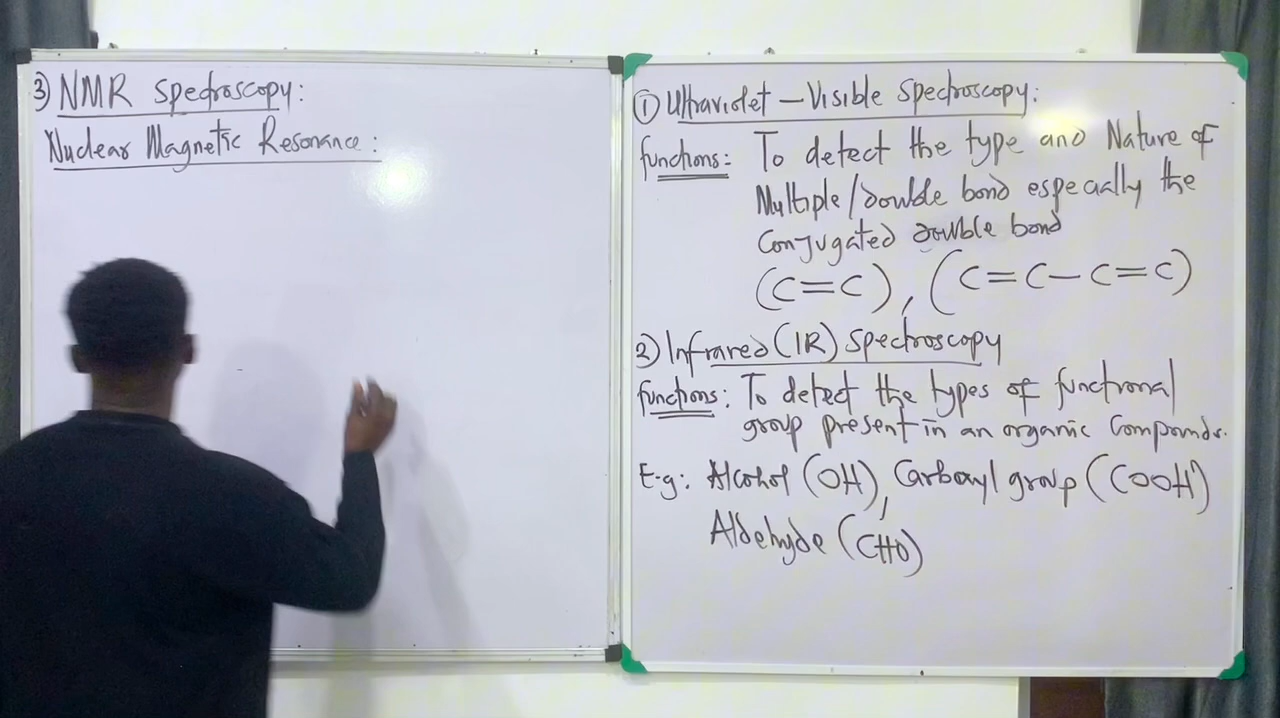 3) NMR Spectroscopy:
Nuclear Magnetic Resonance:
① Ultraviolet – Visible Spectroscopy:
functions: To detect the type and Nature of
Multiple/double bond especially the
Conjugated double bond
(C=C), (C=C–C=C)
2) Infrared (IR) Spectroscopy
functions: To detect the types of functional
group present in an organic Compounds.
E.g: Alcohol (OH), Carboxyl group (COOH)
Aldehyde (CHO)